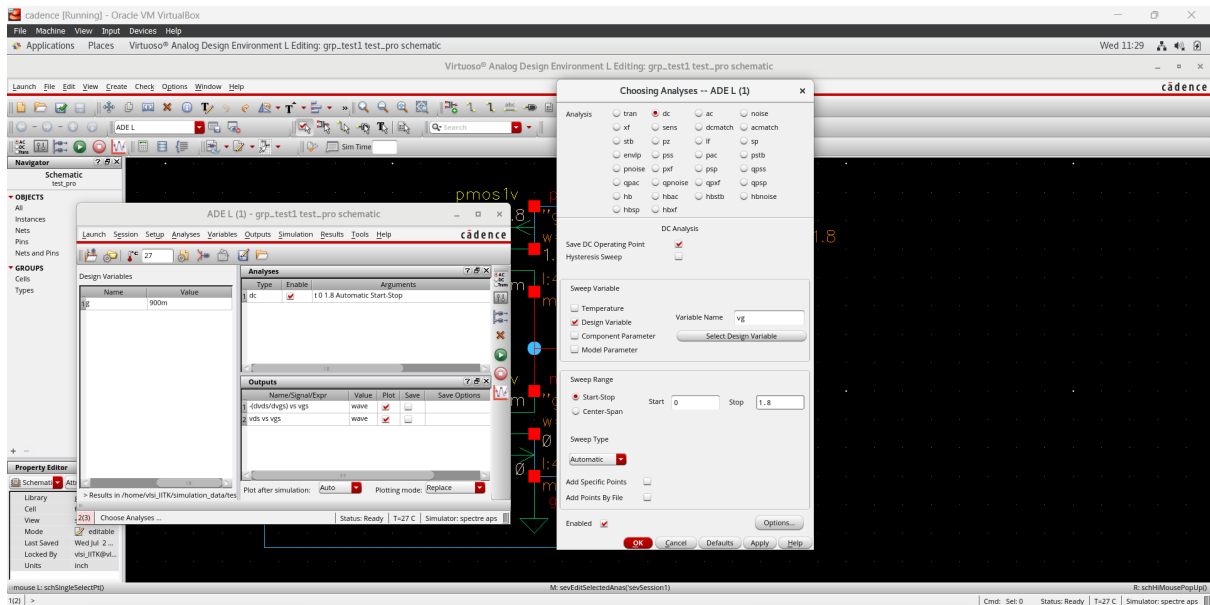 cadence [Running] - Oracle VM VirtualBox
File Machine View Input Devices Help
Applications Places Virtuoso® Analog Design Environment L Editing: grp_test1 test_pro schematic Wed 11:29
Virtuoso® Analog Design Environment L Editing: grp_test1 test_pro schematic
Launch File Edit View Create Check Options Window Help cādence
ADE L
Search
Sim Time
Navigator
Schematic
test_pro
OBJECTS
All
Instances
Nets
Pins
Nets and Pins
GROUPS
Cells
Types
Property Editor
Schemati
Library
Cell
View
Mode editable
Last Saved Wed Jul 2 ...
Locked By vlsi_IITK@vl...
Units inch
pmos1v
1.8
ADE L (1) - grp_test1 test_pro schematic
Launch Session Setup Analyses Variables Outputs Simulation Results Tools Help cādence
27
Design Variables
Name Value
900m
> Results in /home/vlsi_IITK/simulation_data/tes
Analyses
Type Enable Arguments
1 dc t 0 1.8 Automatic Start-Stop
Outputs
Name/Signal/Expr Value Plot Save Save Options
1 -(dvds/dvgs) vs vgs wave
2 vds vs vgs wave
Plot after simulation: Auto Plotting mode: Replace
2(3) Choose Analyses ... Status: Ready T=27 C Simulator: spectre aps
Choosing Analyses -- ADE L (1)
Analysis tran dc ac noise
xf sens dcmatch acmatch
stb pz lf sp
envlp pss pac pstb
pnoise pxf psp qpss
qpac qpnoise qpxf qpsp
hb hbac hbstb hbnoise
hbsp hbxf
DC Analysis
Save DC Operating Point
Hysteresis Sweep
Sweep Variable
Temperature
Design Variable Variable Name vg
Component Parameter Select Design Variable
Model Parameter
Sweep Range
Start-Stop Start 0 Stop 1.8
Center-Span
Sweep Type
Automatic
Add Specific Points
Add Points By File
Enabled Options...
OK Cancel Defaults Apply Help
mouse L: schSingleSelectPt() M: sevEditSelectedAnas('sevSession1) R: schHiMousePopUp()
1(2) > Cmd: Sel: 0 Status: Ready T=27 C Simulator: spectre aps